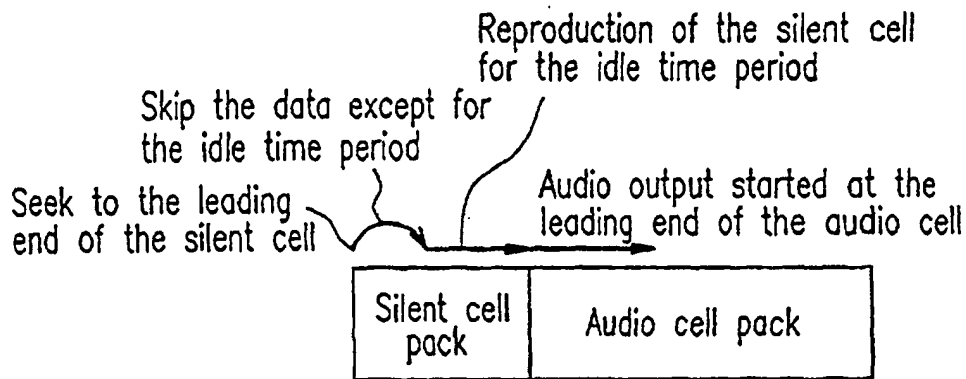 Reproduction of the silent cell
for the idle time period
Skip the data except for
the idle time period
Seek to the leading
end of the silent cell
Audio output started at the
leading end of the audio cell
Silent cell
pack
Audio cell pack